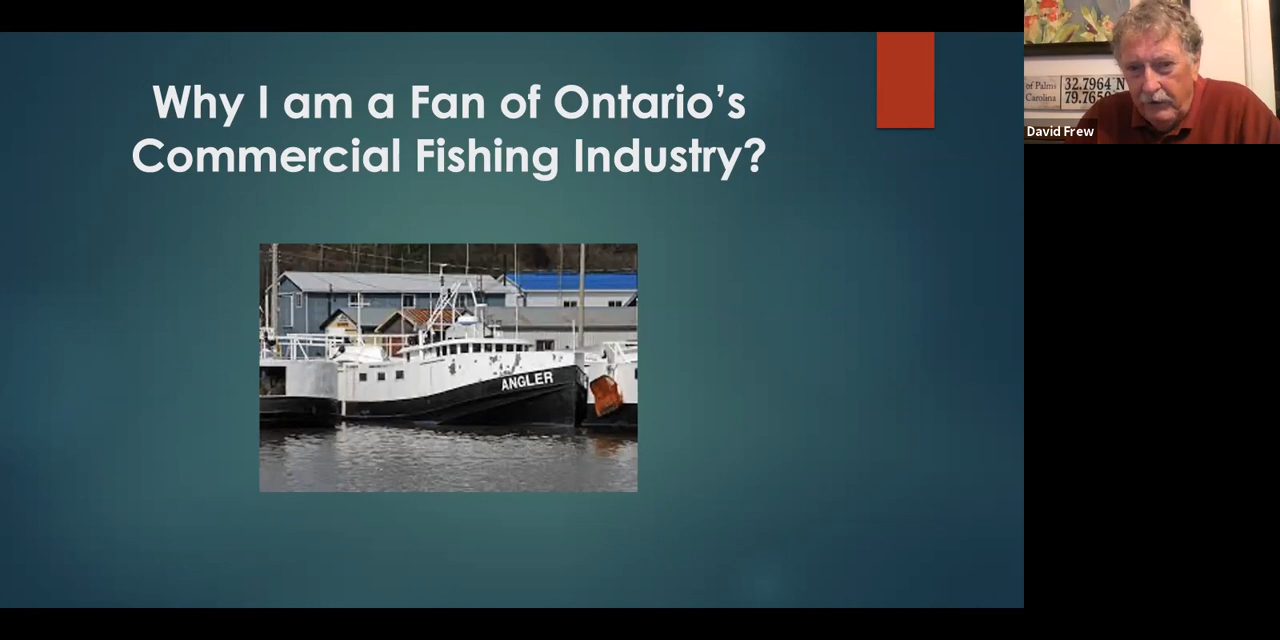 Why I am a Fan of Ontario’s
Commercial Fishing Industry?
ANGLER
of Palms
Carolina
32.7964 N
David Frew